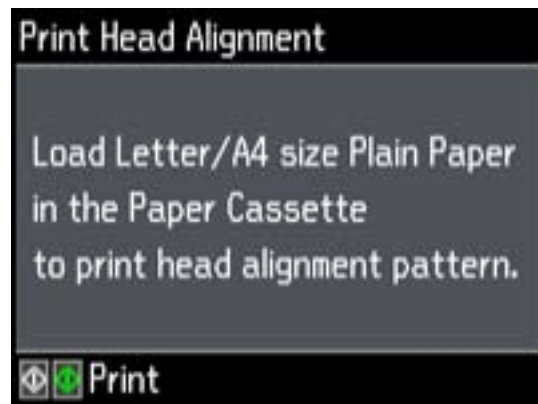 Print Head Alignment
Load Letter/A4 size Plain Paper
in the Paper Cassette
to print head alignment pattern.
Print